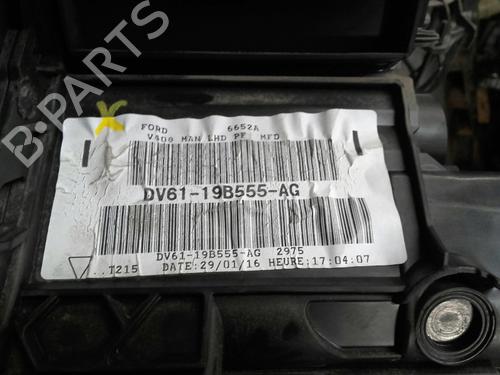 B-PARTS
FORD 6652A
V408 MAN LHD PF MFD
DV61-19B555-AG
DV61-19B555-AG 2975
...T215 DATE:29/01/16 HEURE:17:04:07